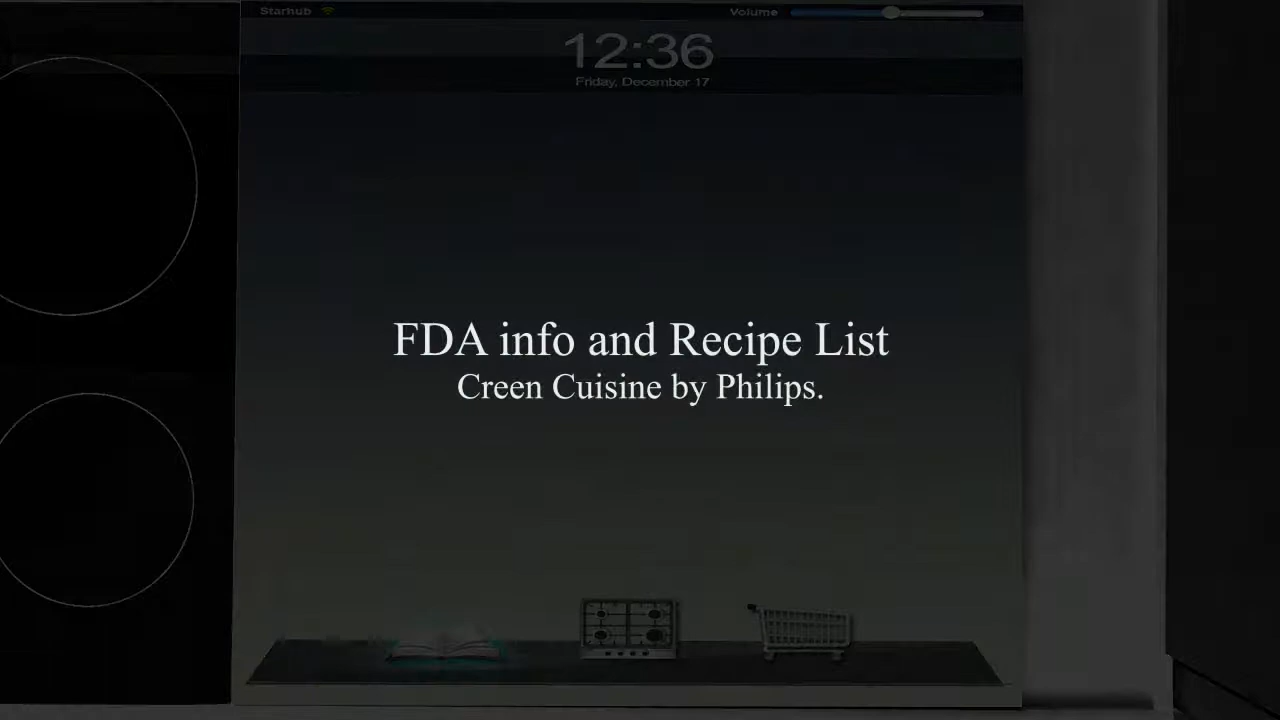 Starhub
Volume
12:36
Friday, December 17
FDA info and Recipe List
Creen Cuisine by Philips.